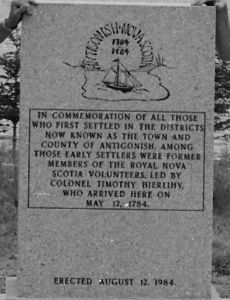 ANTIGONISH · NOVA SCOTIA
1784
1984
IN COMMEMORATION OF ALL THOSE
WHO FIRST SETTLED IN THE DISTRICTS
NOW KNOWN AS THE TOWN AND
COUNTY OF ANTIGONISH. AMONG
THOSE EARLY SETTLERS WERE FORMER
MEMBERS OF THE ROYAL NOVA
SCOTIA VOLUNTEERS, LED BY
COLONEL TIMOTHY HIERLIHY,
WHO ARRIVED HERE ON
MAY 17, 1784.
ERECTED AUGUST 12, 1984.